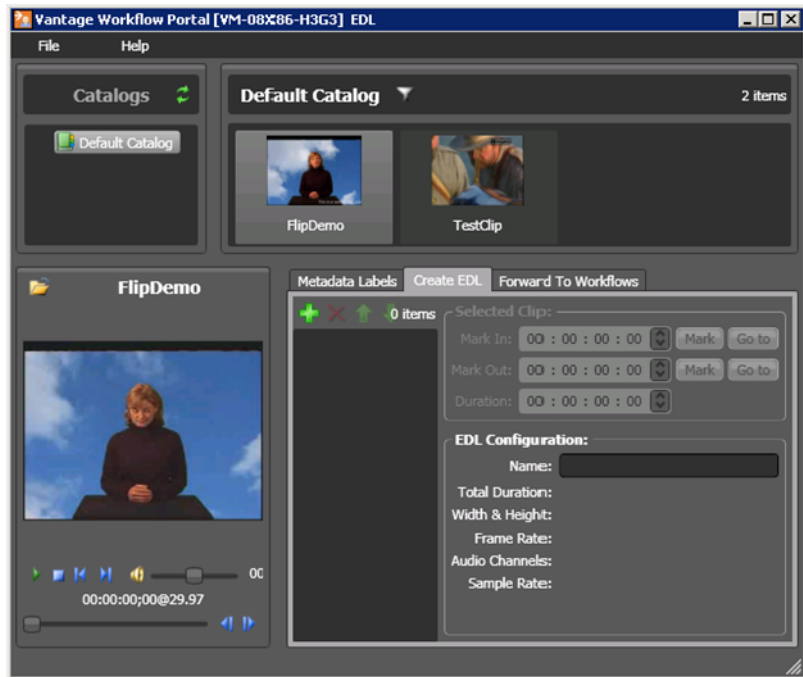 Vantage Workflow Portal [VM-08X86-H3G3] EDL
File Help
Catalogs
Default Catalog
Default Catalog
2 items
FlipDemo
TestClip
FlipDemo
00
00:00:00;00@29.97
Metadata Labels
Create EDL
Forward To Workflows
0 items
Selected Clip:
Mark In: 00 : 00 : 00 : 00 Mark Go to
Mark Out: 00 : 00 : 00 : 00 Mark Go to
Duration: 00 : 00 : 00 : 00
EDL Configuration:
Name:
Total Duration:
Width & Height:
Frame Rate:
Audio Channels:
Sample Rate: